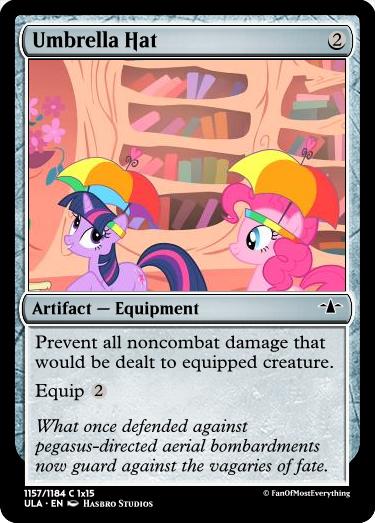 Umbrella Hat 2
Artifact — Equipment
Prevent all noncombat damage that
would be dealt to equipped creature.
Equip 2
What once defended against
pegasus-directed aerial bombardments
now guard against the vagaries of fate.
1157/1184 C 1x15
ULA • EN Hasbro Studios
© FanOfMostEverything